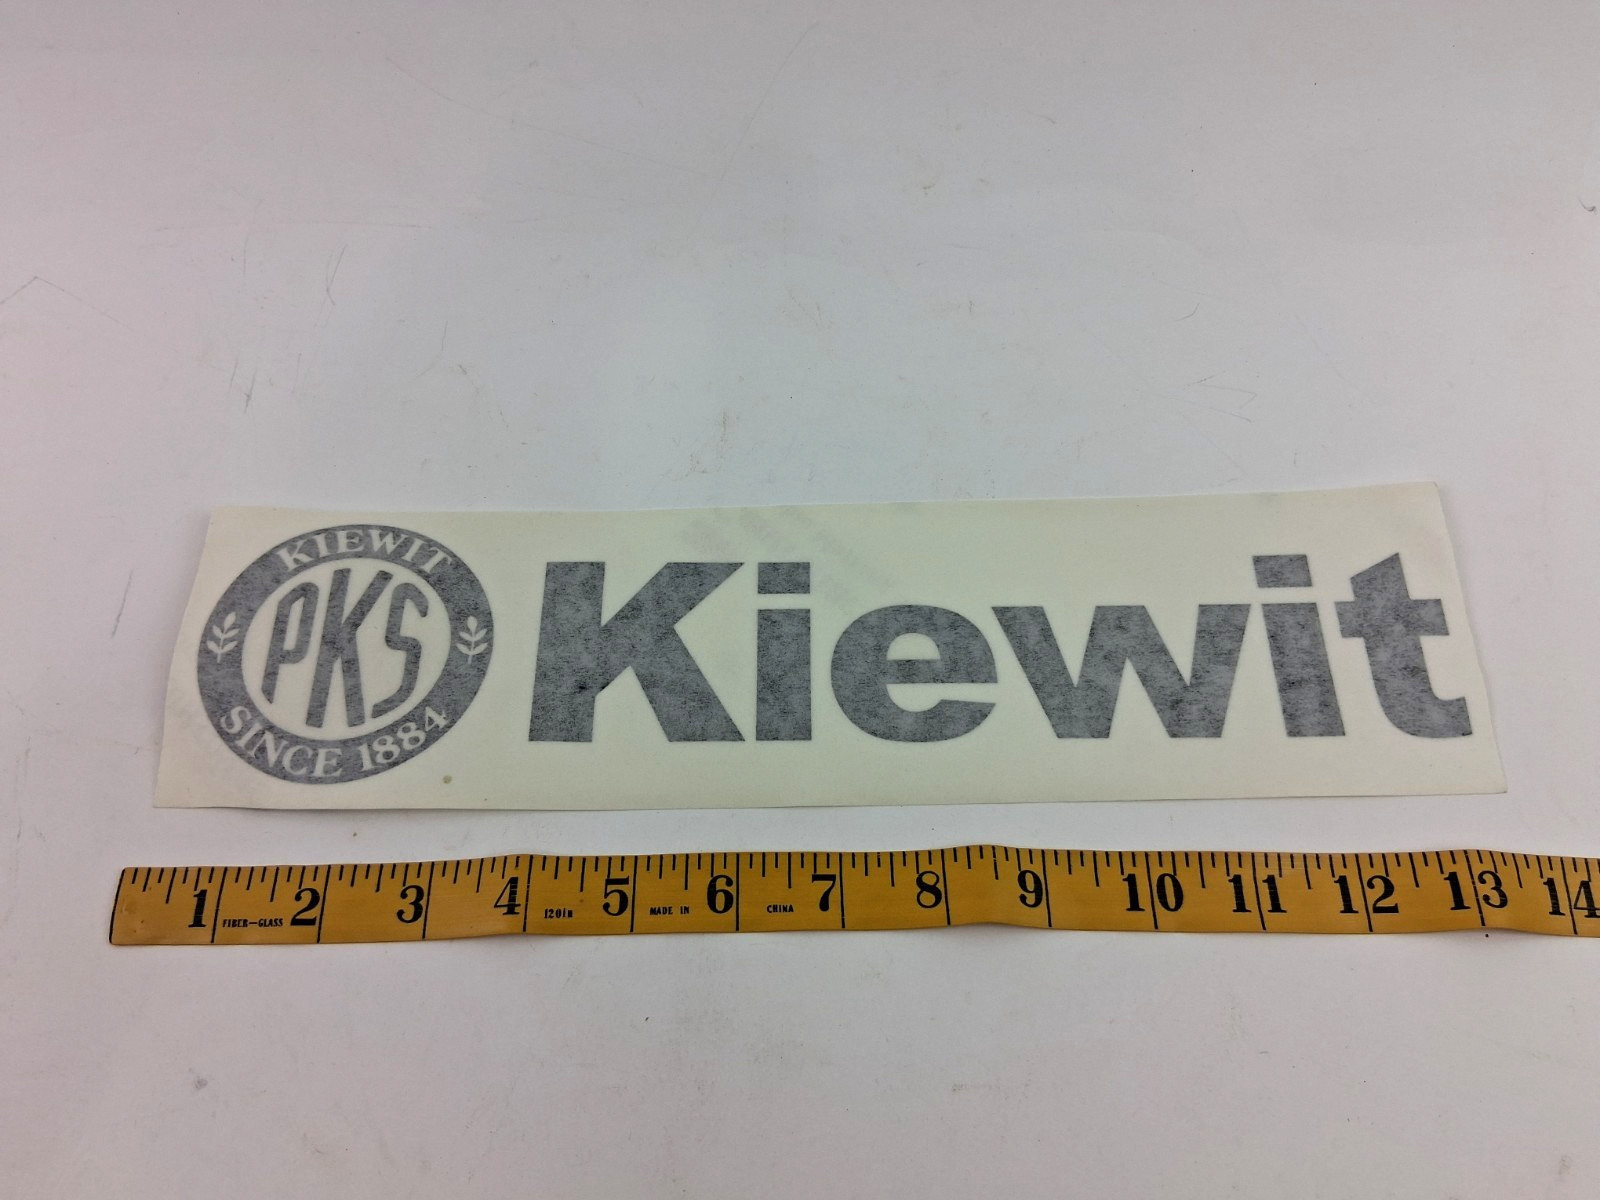 KIEWIT
PKS
SINCE 1884
Kiewit
1 2 3 4 5 6 7 8 9 10 11 12 13 14
FIBER-GLASS 120in MADE IN CHINA